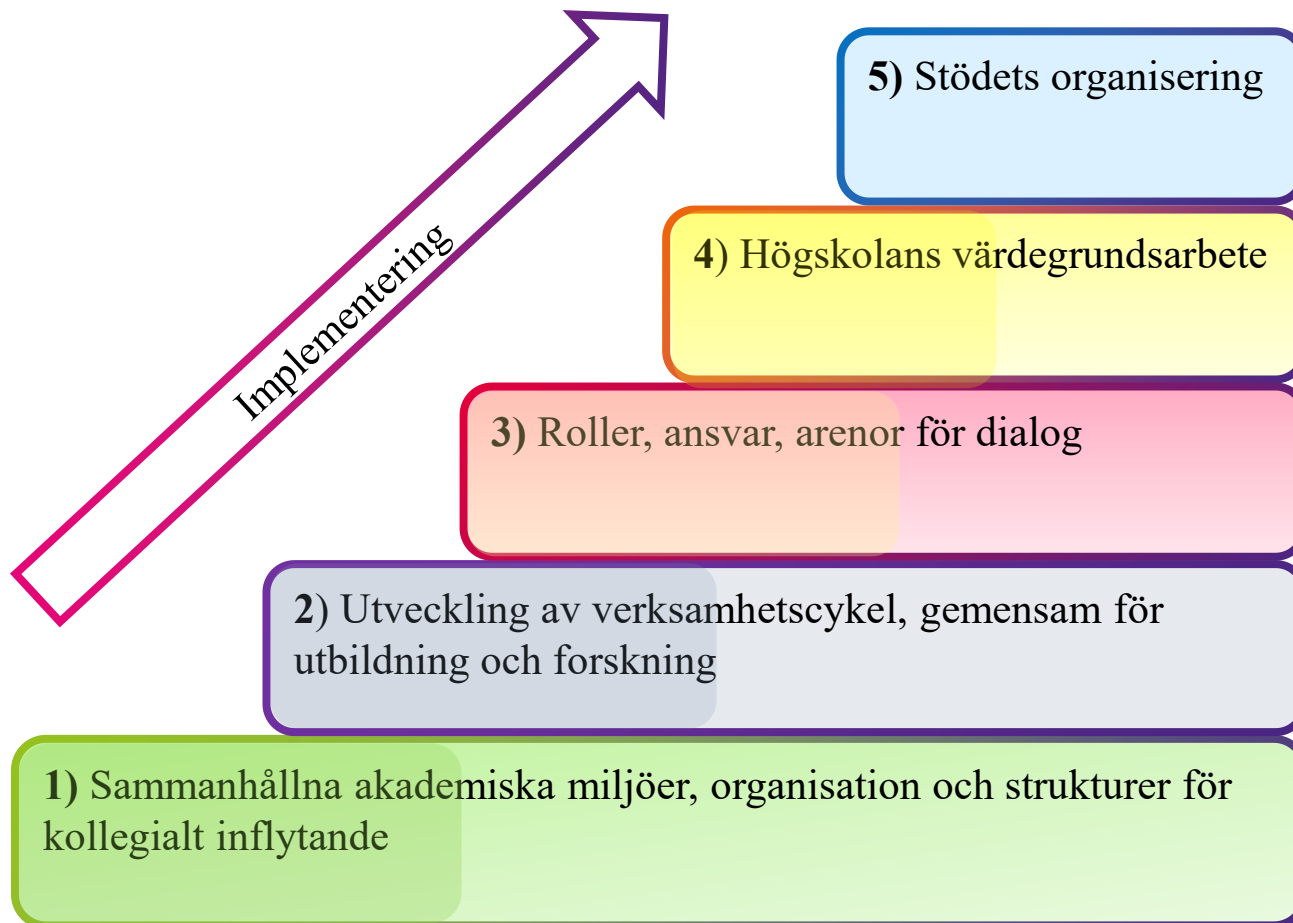 5) Stödets organisering
4) Högskolans värdegrundsarbete
Implementering
3) Roller, ansvar, arenor för dialog
2) Utveckling av verksamhetscykel, gemensam för
utbildning och forskning
1) Sammanhållna akademiska miljöer, organisation och strukturer för
kollegialt inflytande